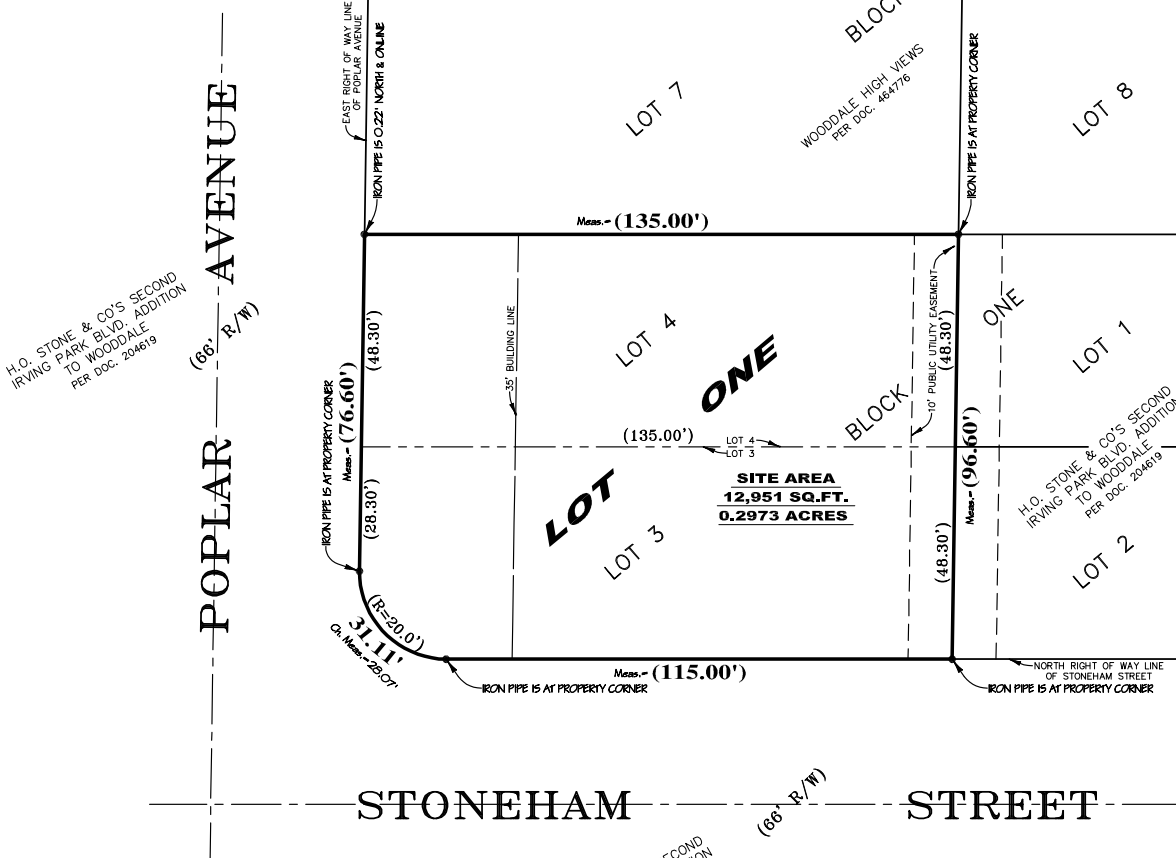 EAST RIGHT OF WAY LINE
OF POPLAR AVENUE
IRON PIPE IS 0.22' NORTH & ONLINE
BLOCK
LOT 7
WOODDALE HIGH VIEWS
PER DOC. 464776
IRON PIPE IS AT PROPERTY CORNER
LOT 8
POPLAR AVENUE
(66' R/W)
H.O. STONE & CO'S SECOND
IRVING PARK BLVD. ADDITION
TO WOODDALE
PER DOC. 204619
Meas.= (135.00')
(48.30')
35' BUILDING LINE
LOT 4
10' PUBLIC UTILITY EASEMENT
(48.30')
BLOCK ONE
LOT 1
IRON PIPE IS AT PROPERTY CORNER
Meas.= (76.60')
LOT ONE
(135.00')
LOT 4
LOT 3
Meas.= (96.60')
SITE AREA
12,951 SQ.FT.
0.2973 ACRES
(28.30')
LOT 3
(48.30')
H.O. STONE & CO'S SECOND
IRVING PARK BLVD. ADDITION
TO WOODDALE
PER DOC. 204619
LOT 2
(R=20.0')
31.11'
Ch. Meas.=28.07'
Meas.= (115.00')
IRON PIPE IS AT PROPERTY CORNER
NORTH RIGHT OF WAY LINE
OF STONEHAM STREET
IRON PIPE IS AT PROPERTY CORNER
STONEHAM STREET
(66' R/W)